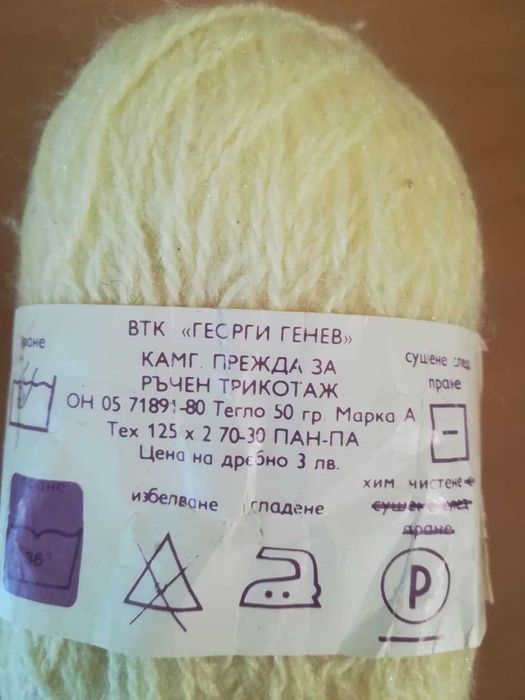 ВТК «ГЕОРГИ ГЕНЕВ»
КАМГ. ПРЕЖДА ЗА
РЪЧЕН ТРИКОТАЖ
ОН 05 71891-80 Тегло 50 гр. Марка А
Тех 125 х 2 70-30 ПАН-ПА
Цена на дребно 3 лв.
сушене след
пране
избелване
гладене
хим. чистене
сушене след
пране
P